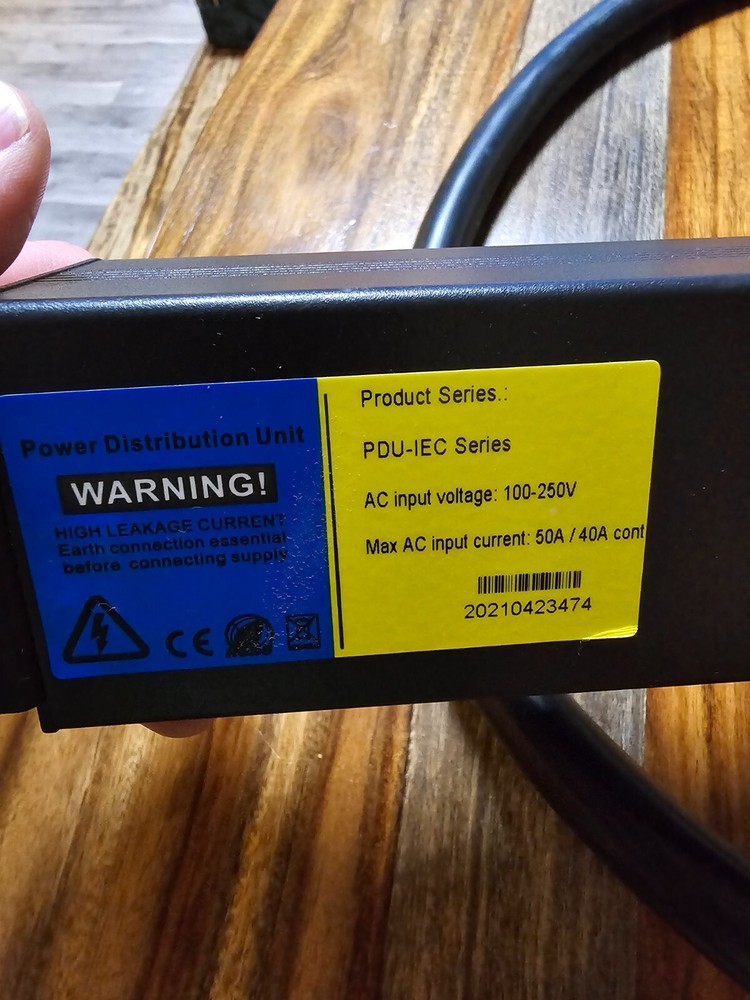 Power Distribution Unit
WARNING!
HIGH LEAKAGE CURRENT
Earth connection essential
before connecting supply
CE
Product Series.:
PDU-IEC Series
AC input voltage: 100-250V
Max AC input current: 50A / 40A cont
20210423474